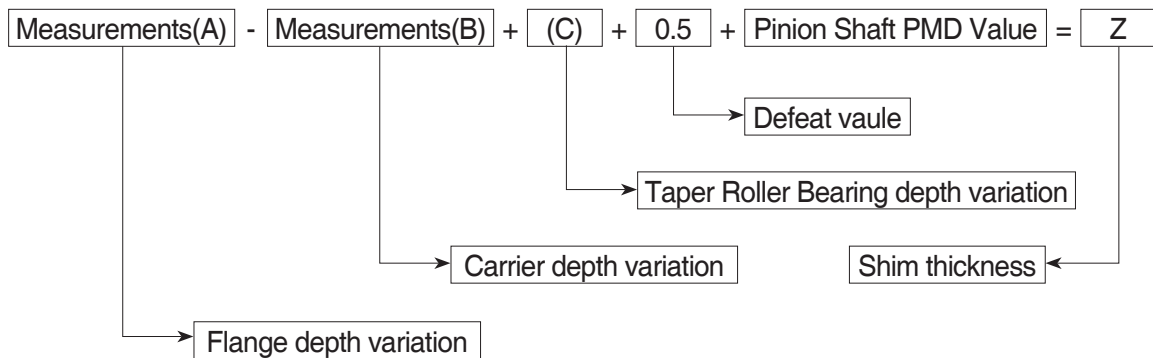 Measurements(A) - Measurements(B) + (C) + 0.5 + Pinion Shaft PMD Value = Z
Defeat vaule
Taper Roller Bearing depth variation
Carrier depth variation Shim thickness
Flange depth variation